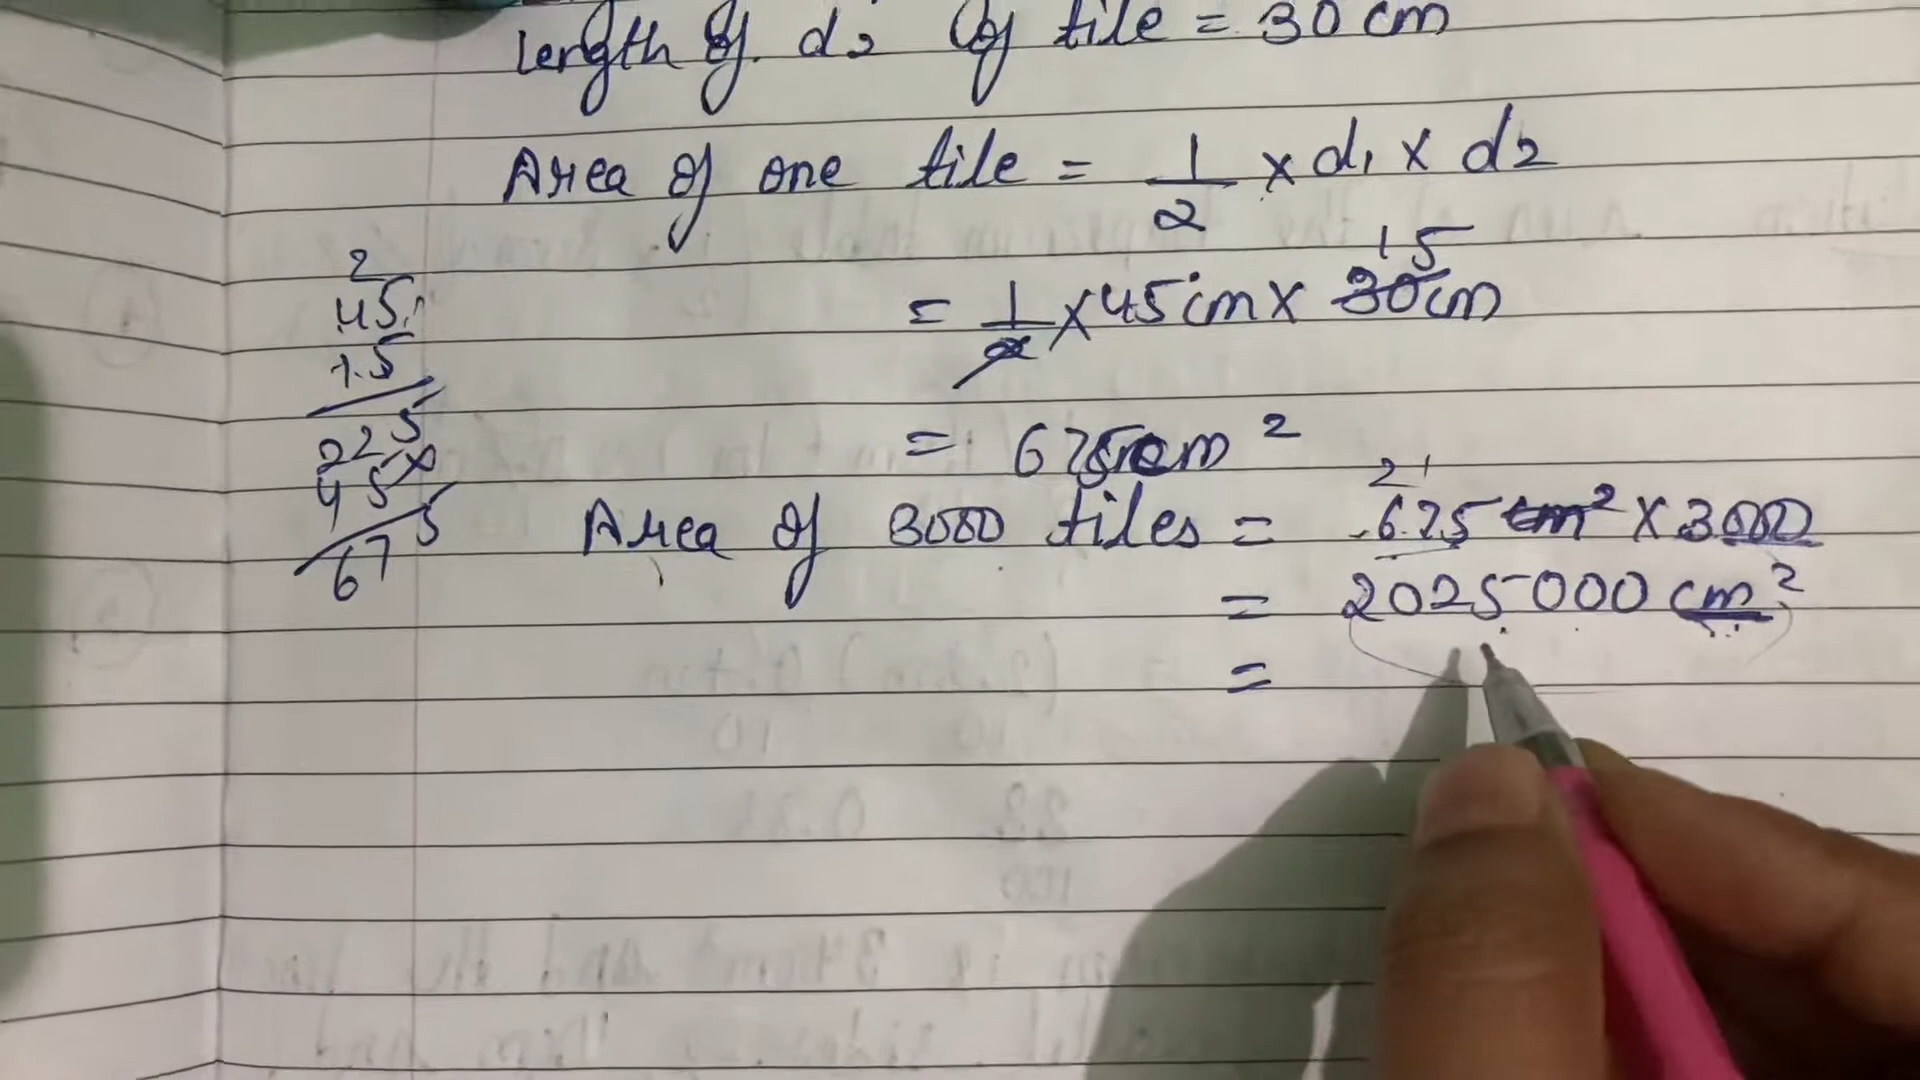 Length of d2 of tile = 30 cm
Area of one tile = 1/2 × d1 × d2
= 1/2 × 45 cm × 30 cm 15
= 675 cm²
Area of 3000 tiles = 675 cm² × 3000
= 2025000 cm²
=
2
45
15
225
45×
675
21